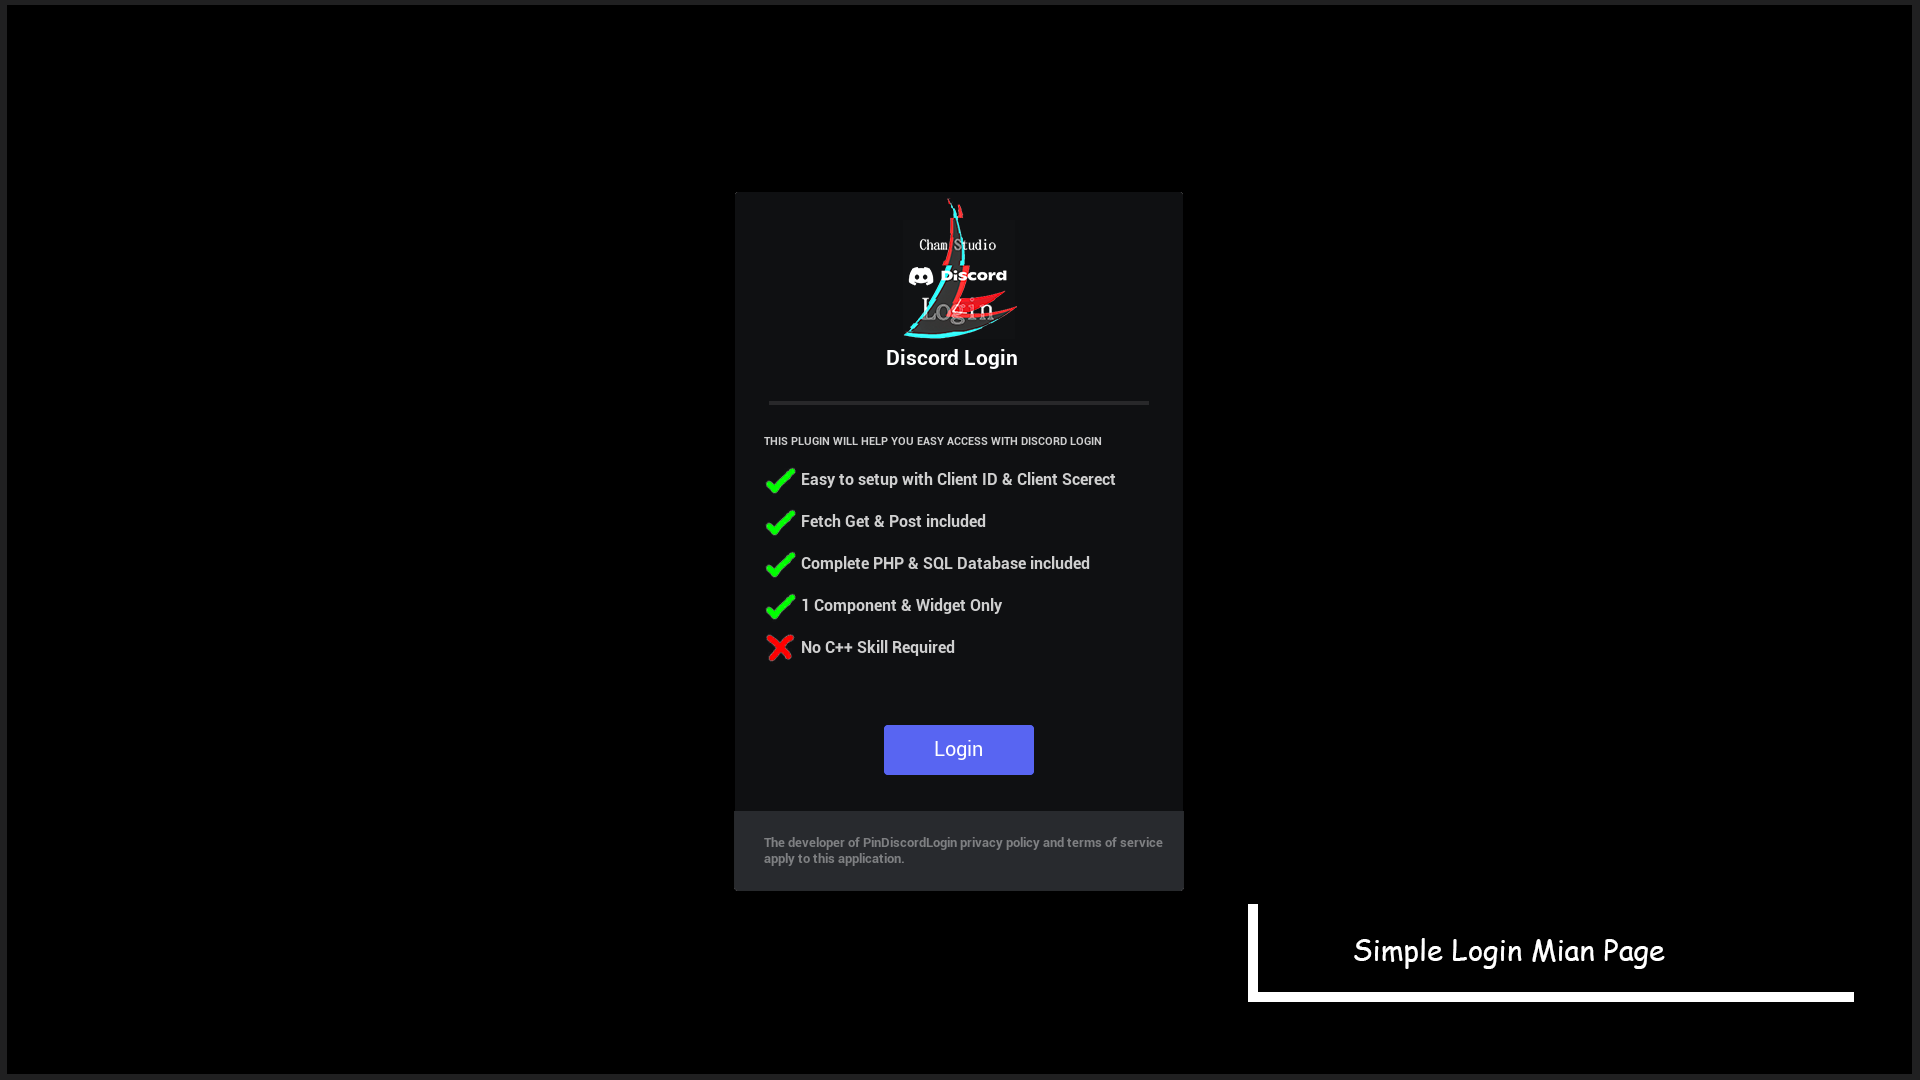 Cham Studio
Discord
Login
Discord Login
THIS PLUGIN WILL HELP YOU EASY ACCESS WITH DISCORD LOGIN
Easy to setup with Client ID & Client Scerect
Fetch Get & Post included
Complete PHP & SQL Database included
1 Component & Widget Only
No C++ Skill Required
Login
The developer of PinDiscordLogin privacy policy and terms of service
apply to this application.
Simple Login Mian Page